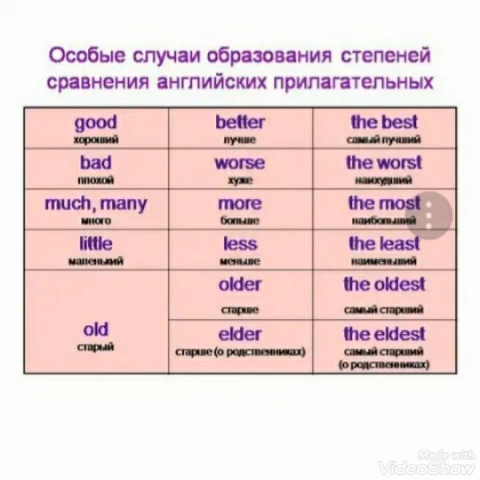 Особые случаи образования степеней
сравнения английских прилагательных
good better the best
хороший лучше самый лучший
bad worse the worst
плохой хуже наихудший
much, many more the most
много больше наибольший
little less the least
маленький меньше наименьший
older the oldest
старше самый старший
old elder the eldest
старый старше (о родственниках) самый старший
(о родственниках)
Made with
VideoShow